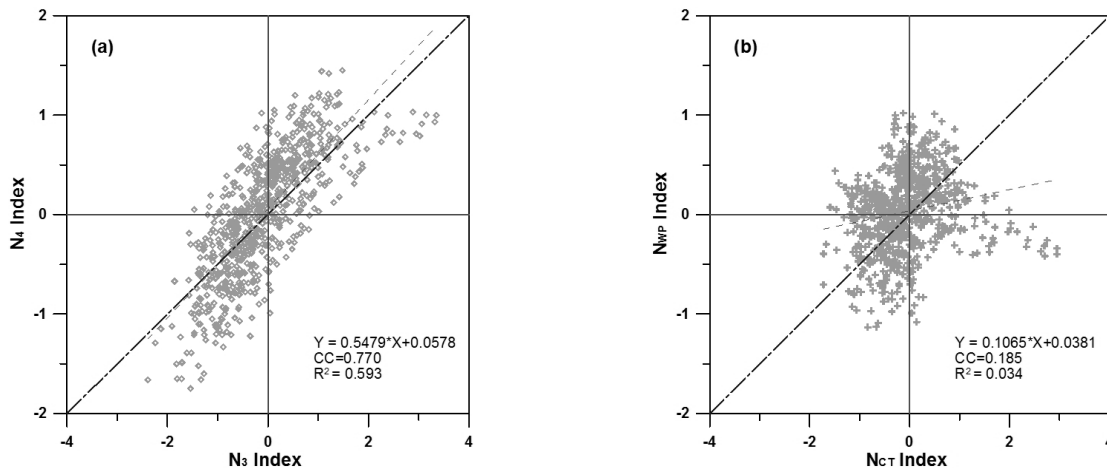 2
(a)
1
N4 Index
0
-1
Y = 0.5479*X+0.0578
CC=0.770
R² = 0.593
-2
-4
-2
0
2
4
N3 Index
2
(b)
1
NWP Index
0
-1
Y = 0.1065*X+0.0381
CC=0.185
R² = 0.034
-2
-4
-2
0
2
4
NCT Index